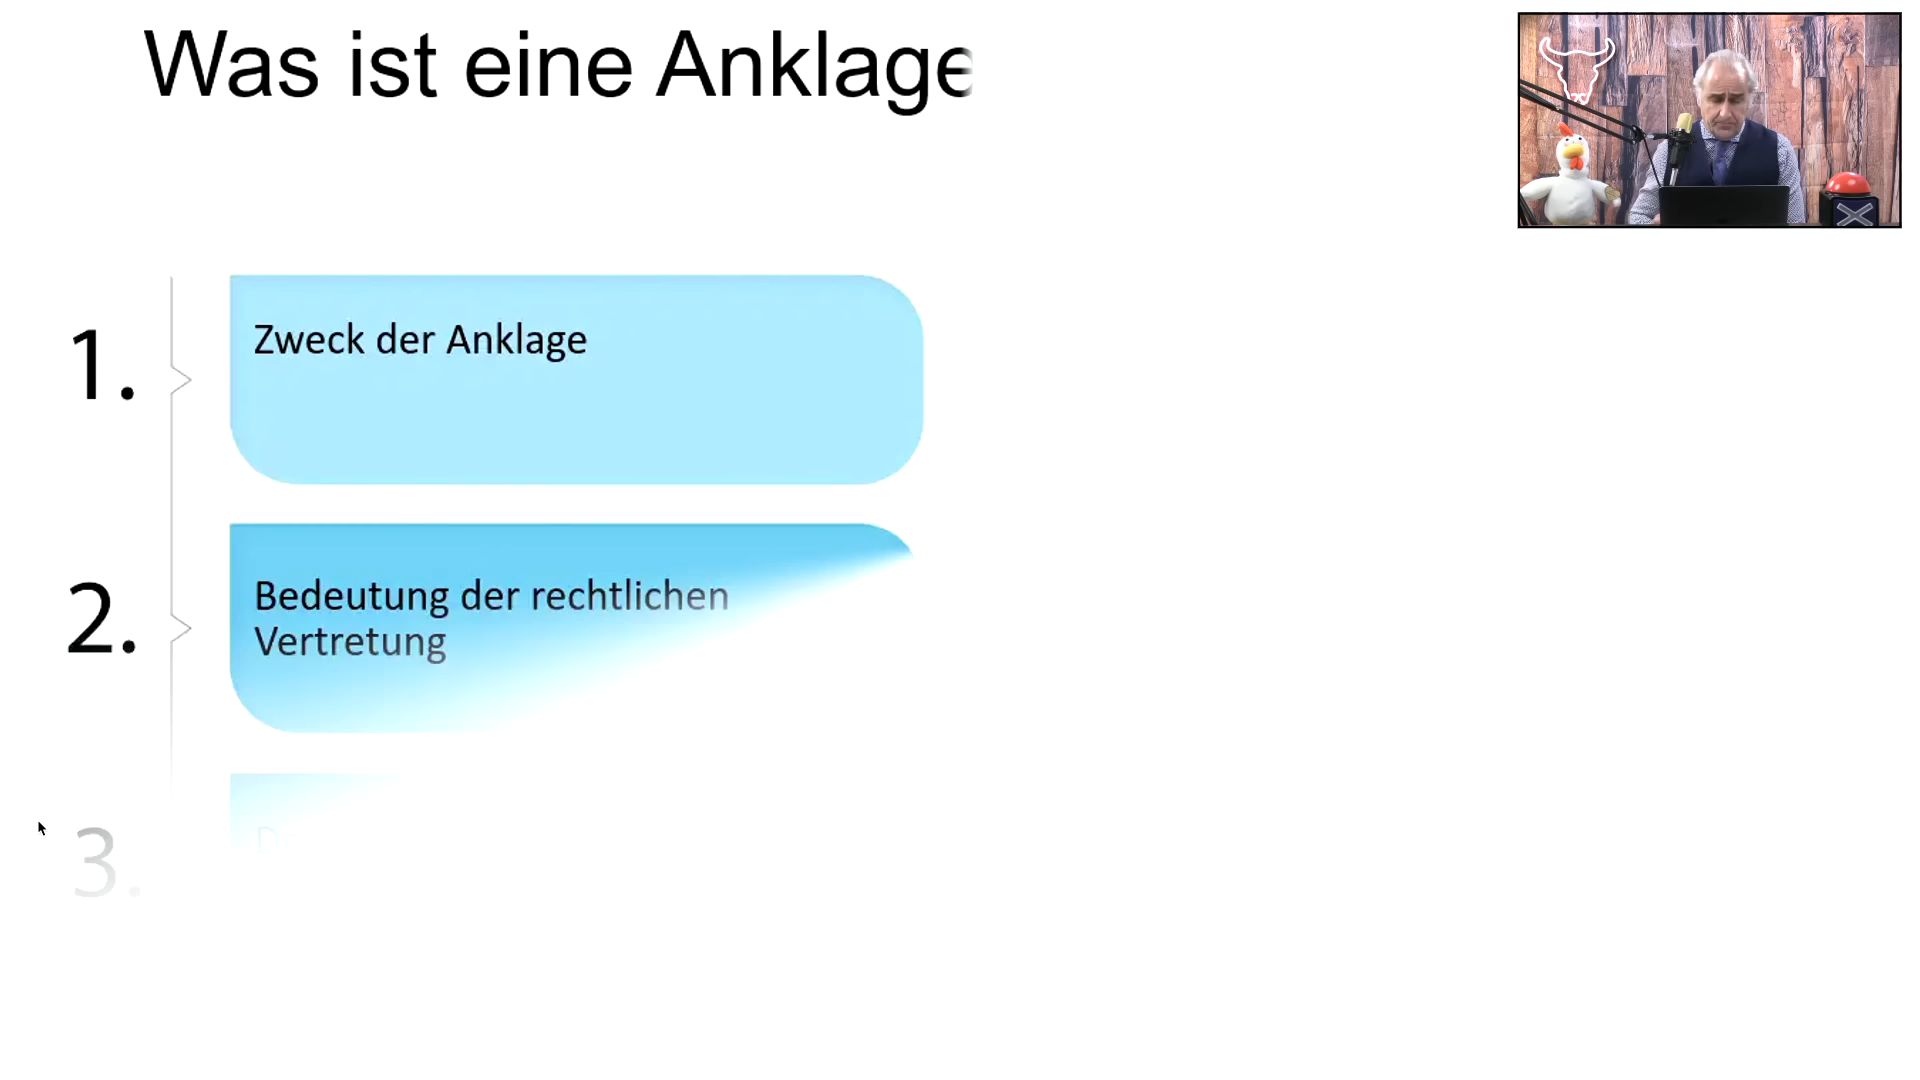 Was ist eine Anklage
1.
Zweck der Anklage
2.
Bedeutung der rechtlichen
Vertretung
3.